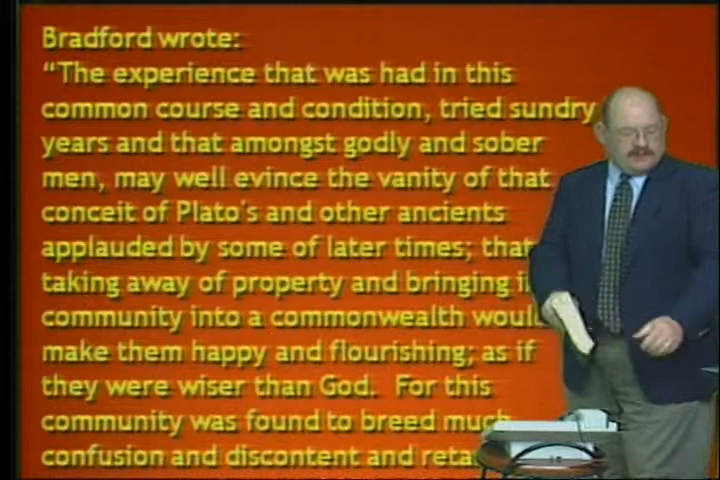 Bradford wrote:
“The experience that was had in this
common course and condition, tried sundry
years and that amongst godly and sober
men, may well evince the vanity of that
conceit of Plato's and other ancients
applauded by some of later times; that
taking away of property and bringing
community into a commonwealth would
make them happy and flourishing; as if
they were wiser than God. For this
community was found to breed much
confusion and discontent and